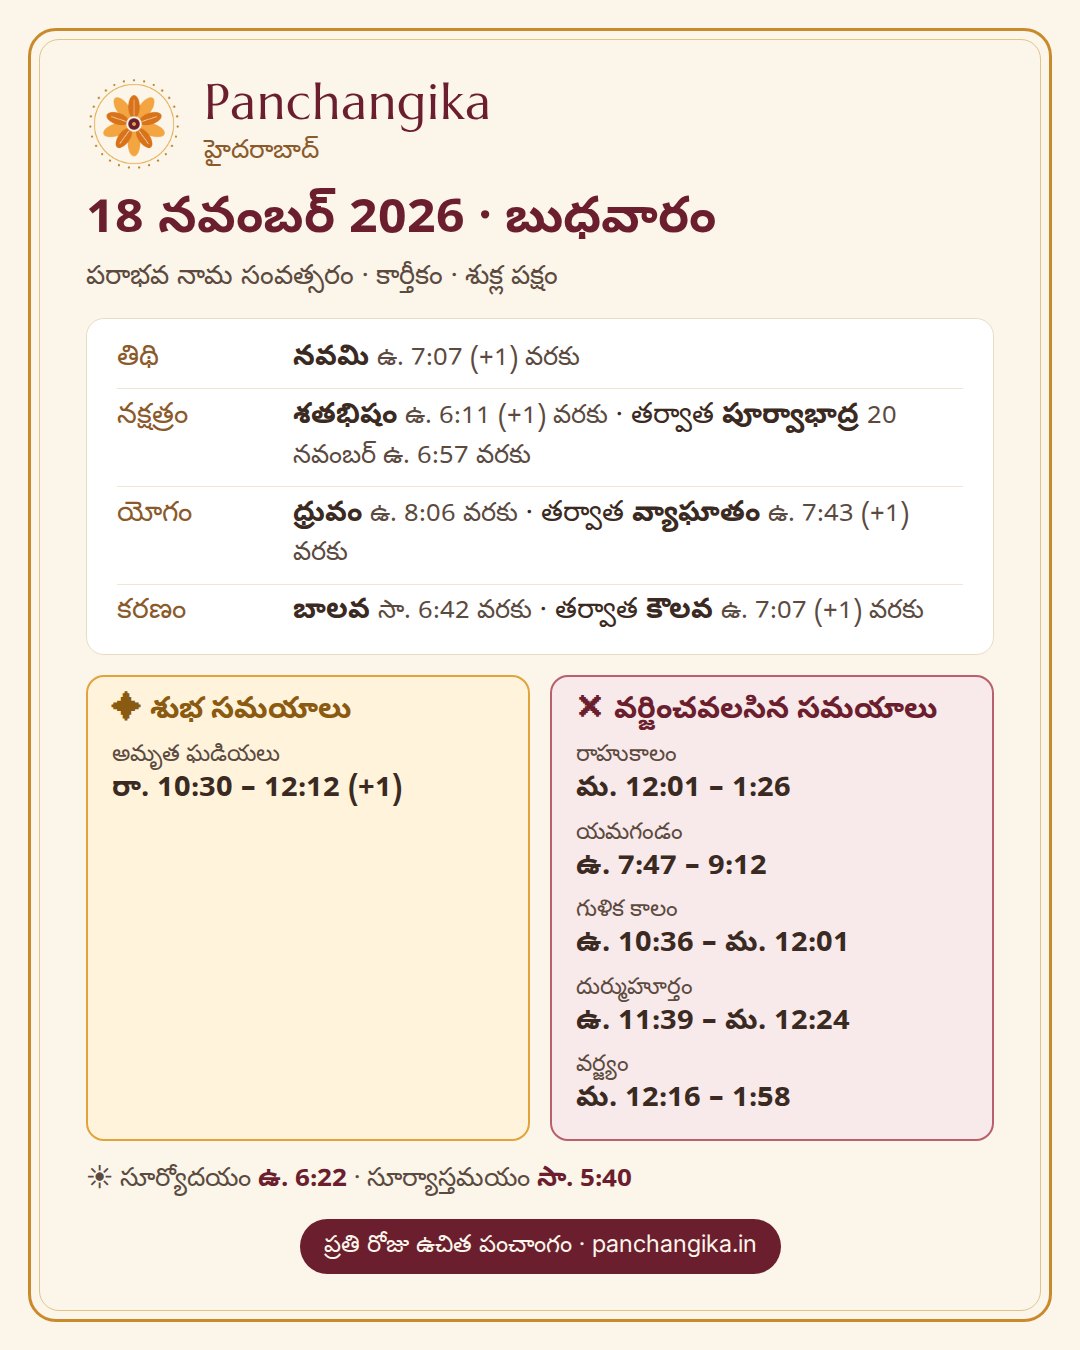 Panchangika
హైదరాబాద్
18 నవంబర్ 2026 · బుధవారం
పరాభవ నామ సంవత్సరం · కార్తీకం · శుక్ల పక్షం
తిథి నవమి ఉ. 7:07 (+1) వరకు
నక్షత్రం శతభిషం ఉ. 6:11 (+1) వరకు · తర్వాత పూర్వాభాద్ర 20
నవంబర్ ఉ. 6:57 వరకు
యోగం ధ్రువం ఉ. 8:06 వరకు · తర్వాత వ్యాఘాతం ఉ. 7:43 (+1)
వరకు
కరణం బాలవ సా. 6:42 వరకు · తర్వాత కౌలవ ఉ. 7:07 (+1) వరకు
శుభ సమయాలు
అమృత ఘడియలు
రా. 10:30 – 12:12 (+1)
వర్జించవలసిన సమయాలు
రాహుకాలం
మ. 12:01 – 1:26
యమగండం
ఉ. 7:47 – 9:12
గుళిక కాలం
ఉ. 10:36 – మ. 12:01
దుర్ముహూర్తం
ఉ. 11:39 – మ. 12:24
వర్జ్యం
మ. 12:16 – 1:58
సూర్యోదయం ఉ. 6:22 · సూర్యాస్తమయం సా. 5:40
ప్రతి రోజు ఉచిత పంచాంగం · panchangika.in